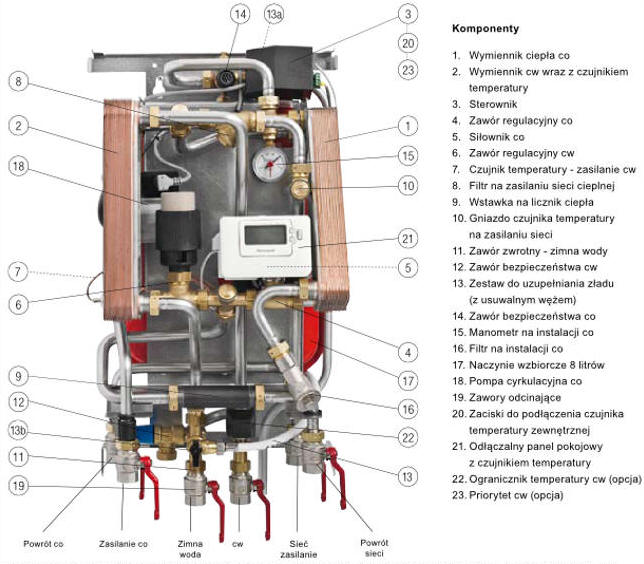 14
13a
3
20
23
8
2
1
18
15
10
21
7
5
6
4
17
9
16
12
13b
22
11
13
19
Powrót co
Zasilanie co
Zimna
woda
cw
Sieć
zasilanie
Powrót
sieci
Komponenty
1. Wymiennik ciepła co
2. Wymiennik cw wraz z czujnikiem
temperatury
3. Sterownik
4. Zawór regulacyjny co
5. Siłownik co
6. Zawór regulacyjny cw
7. Czujnik temperatury - zasilanie cw
8. Filtr na zasilaniu sieci cieplnej
9. Wstawka na licznik ciepła
10. Gniazdo czujnika temperatury
na zasilaniu sieci
11. Zawór zwrotny - zimna wody
12. Zawór bezpieczeństwa cw
13. Zestaw do uzupełniania zładu
(z usuwalnym wężem)
14. Zawór bezpieczeństwa co
15. Manometr na instalacji co
16. Filtr na instalacji co
17. Naczynie wzbiorcze 8 litrów
18. Pompa cyrkulacyjna co
19. Zawory odcinające
20. Zaciski do podłączenia czujnika
temperatury zewnętrznej
21. Odłączalny panel pokojowy
z czujnikiem temperatury
22. Ogranicznik temperatury cw (opcja)
23. Priorytet cw (opcja)